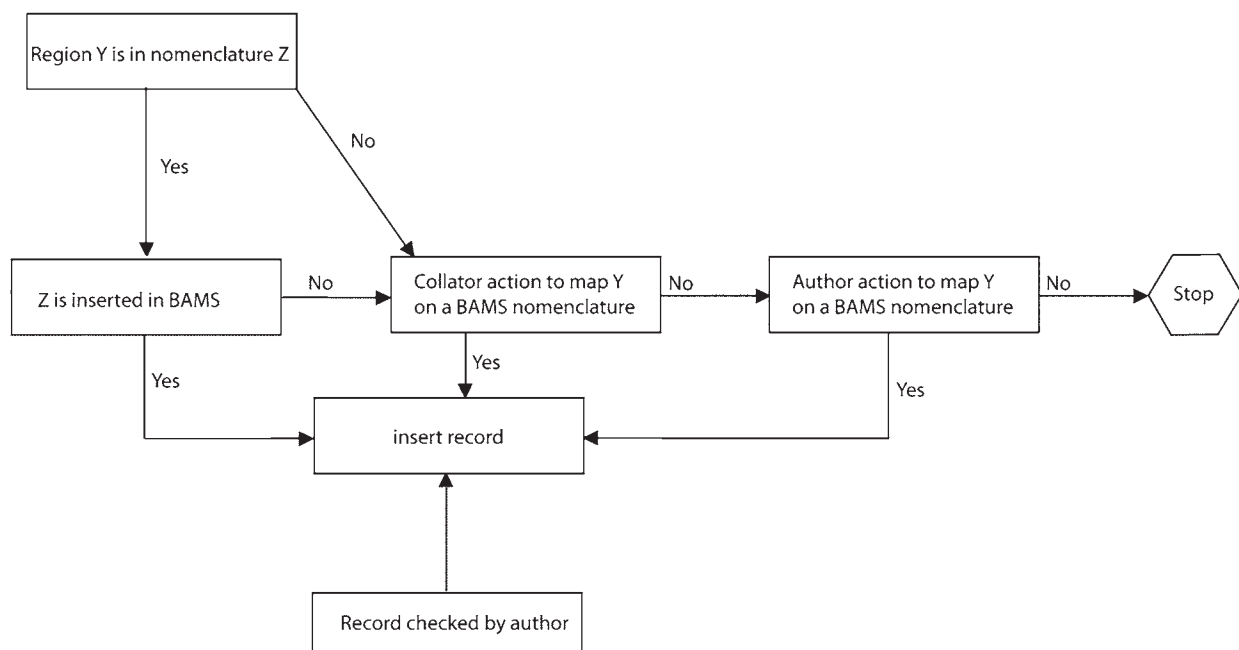 Region Y is in nomenclature Z
No
Yes
Z is inserted in BAMS
No
Collator action to map Y
on a BAMS nomenclature
No
Author action to map Y
on a BAMS nomenclature
No
Stop
Yes
Yes
Yes
insert record
Record checked by author